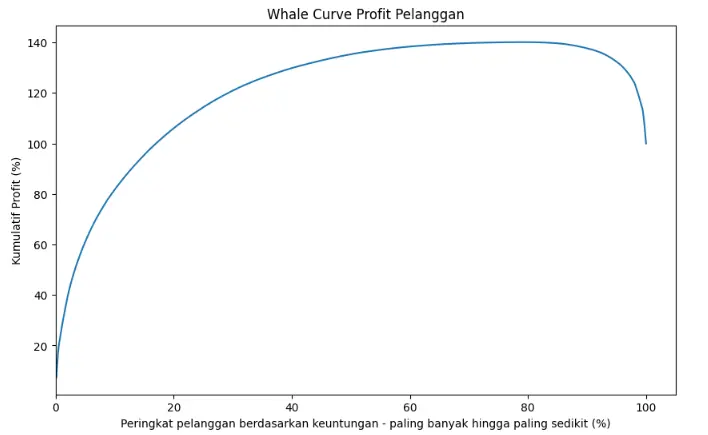 Whale Curve Profit Pelanggan
Kumulatif Profit (%)
140
120
100
80
60
40
20
0 20 40 60 80 100
Peringkat pelanggan berdasarkan keuntungan - paling banyak hingga paling sedikit (%)